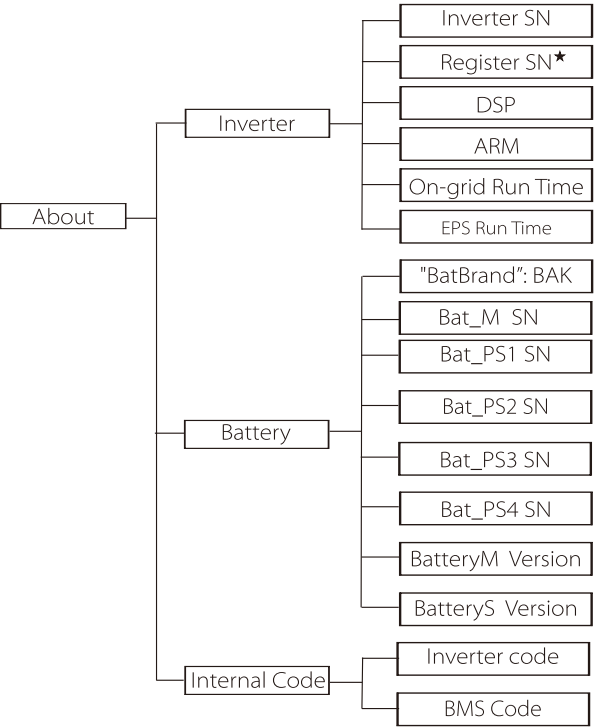 About
Inverter
Inverter SN
Register SN★
DSP
ARM
On-grid Run Time
EPS Run Time
Battery
"BatBrand”: BAK
Bat_M SN
Bat_PS1 SN
Bat_PS2 SN
Bat_PS3 SN
Bat_PS4 SN
BatteryM Version
BatteryS Version
Internal Code
Inverter code
BMS Code